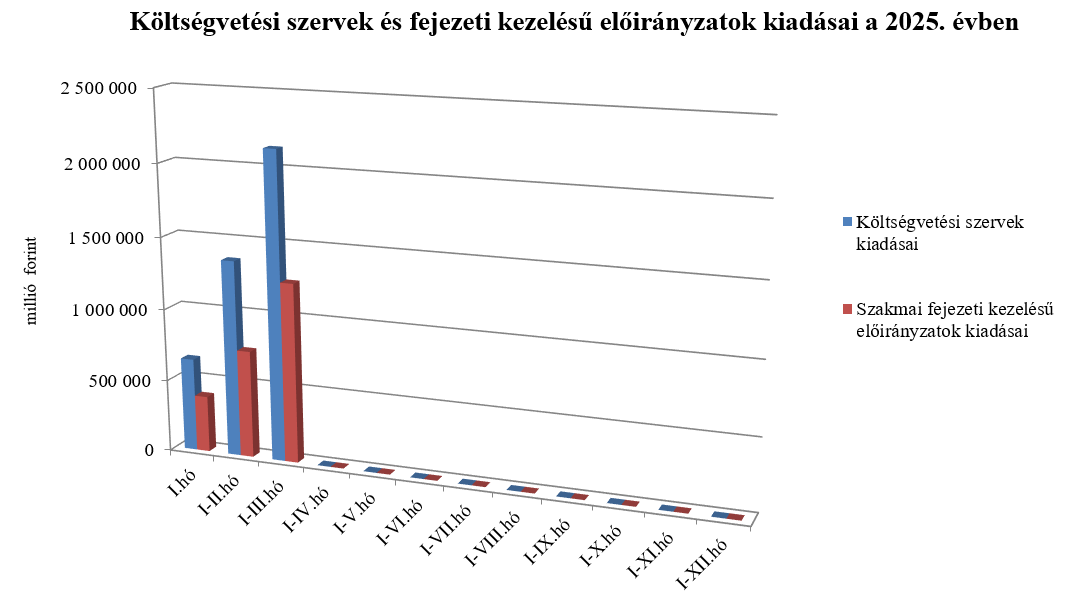 Költségvetési szervek és fejezeti kezelésű előirányzatok kiadásai a 2025. évben
2 500 000
2 000 000
1 500 000
1 000 000
500 000
0
millió forint
I.hó
I-II.hó
I-III.hó
I-IV.hó
I-V.hó
I-VI.hó
I-VII.hó
I-VIII.hó
I-IX.hó
I-X.hó
I-XI.hó
I-XII.hó
Költségvetési szervek
kiadásai
Szakmai fejezeti kezelésű
előirányzatok kiadásai